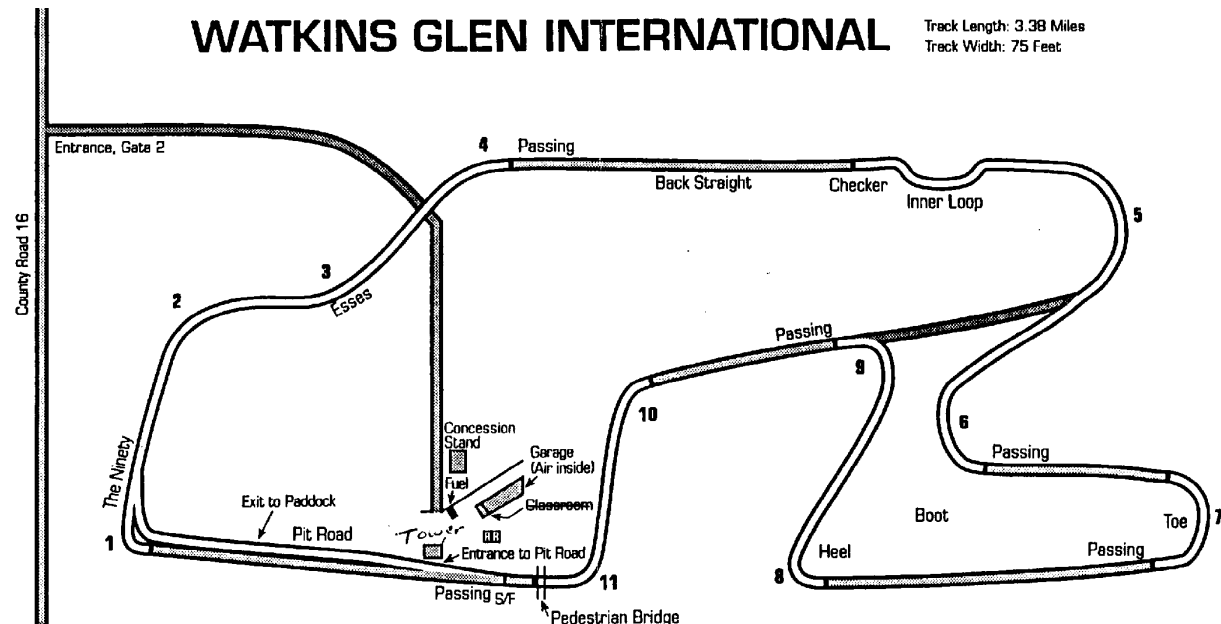 WATKINS GLEN INTERNATIONAL
Track Length: 3.38 Miles
Track Width: 75 Feet
Entrance, Gate 2
County Road 16
4
Passing
Back Straight
Checker
Inner Loop
5
3
Esses
2
Passing
9
10
6
Passing
The Ninety
Concession
Stand
Garage
(Air inside)
Fuel
Classroom
Exit to Paddock
Pit Road
Tower
RR
Entrance to Pit Road
Boot
Toe
7
1
Heel
Passing
8
11
Passing
S/F
Pedestrian Bridge